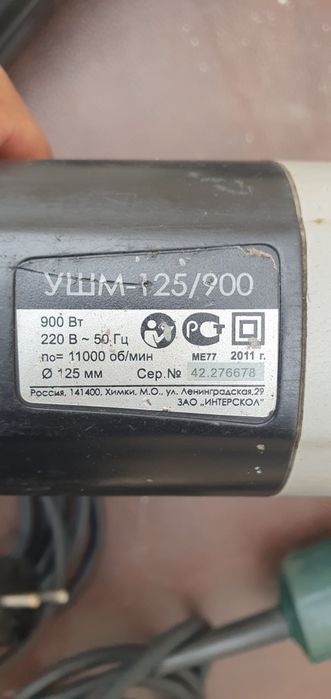 УШМ-125/900
900 Вт
220 В ~ 50 Гц
n₀= 11000 об/мин
МЕ77 2011 г.
Ø 125 мм Сер.№ 42.276678
Россия, 141400, Химки, М.О., ул. Ленинградская,29
ЗАО „ИНТЕРСКОЛ"